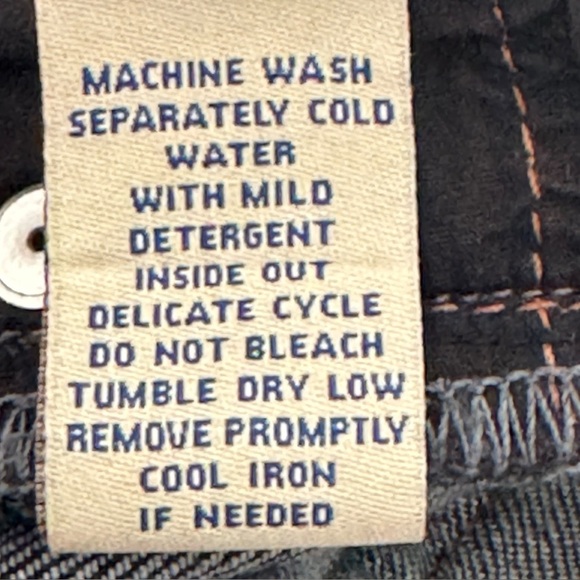 MACHINE WASH
SEPARATELY COLD
WATER
WITH MILD
DETERGENT
INSIDE OUT
DELICATE CYCLE
DO NOT BLEACH
TUMBLE DRY LOW
REMOVE PROMPTLY
COOL IRON
IF NEEDED